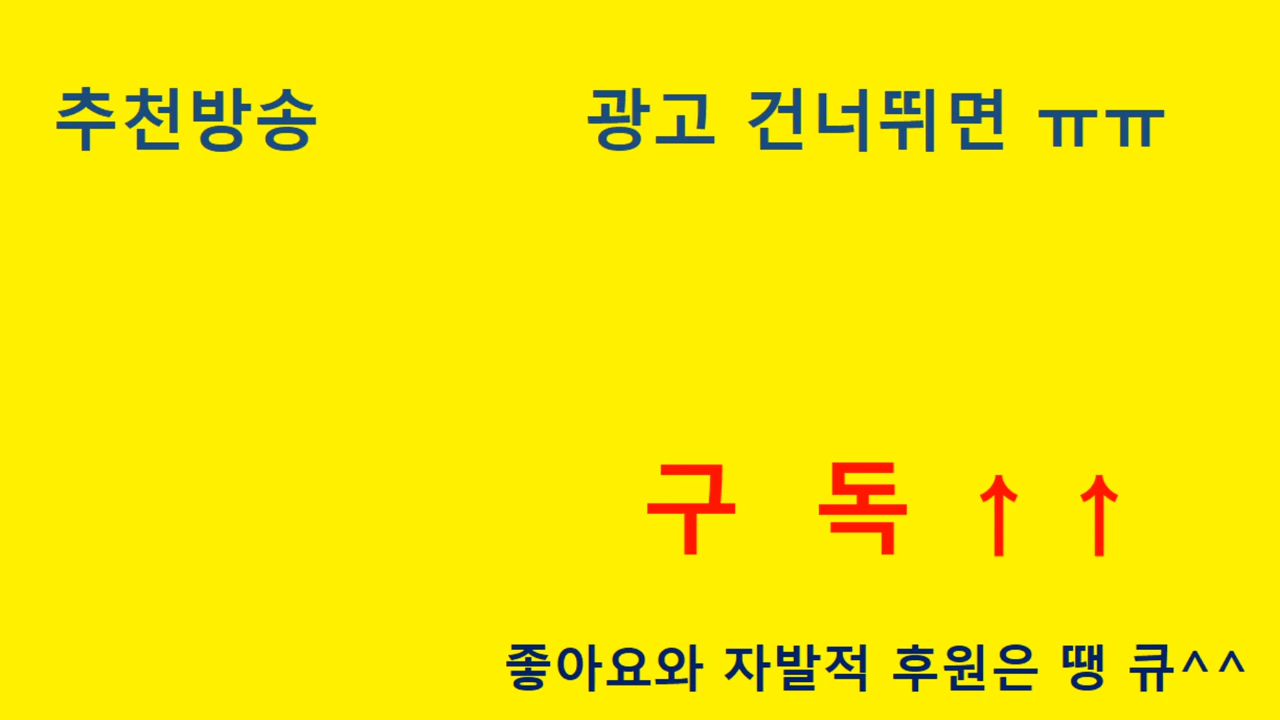 추천방송
광고 건너뛰면 ㅠㅠ
구 독 ↑ ↑
좋아요와 자발적 후원은 땡 큐^^